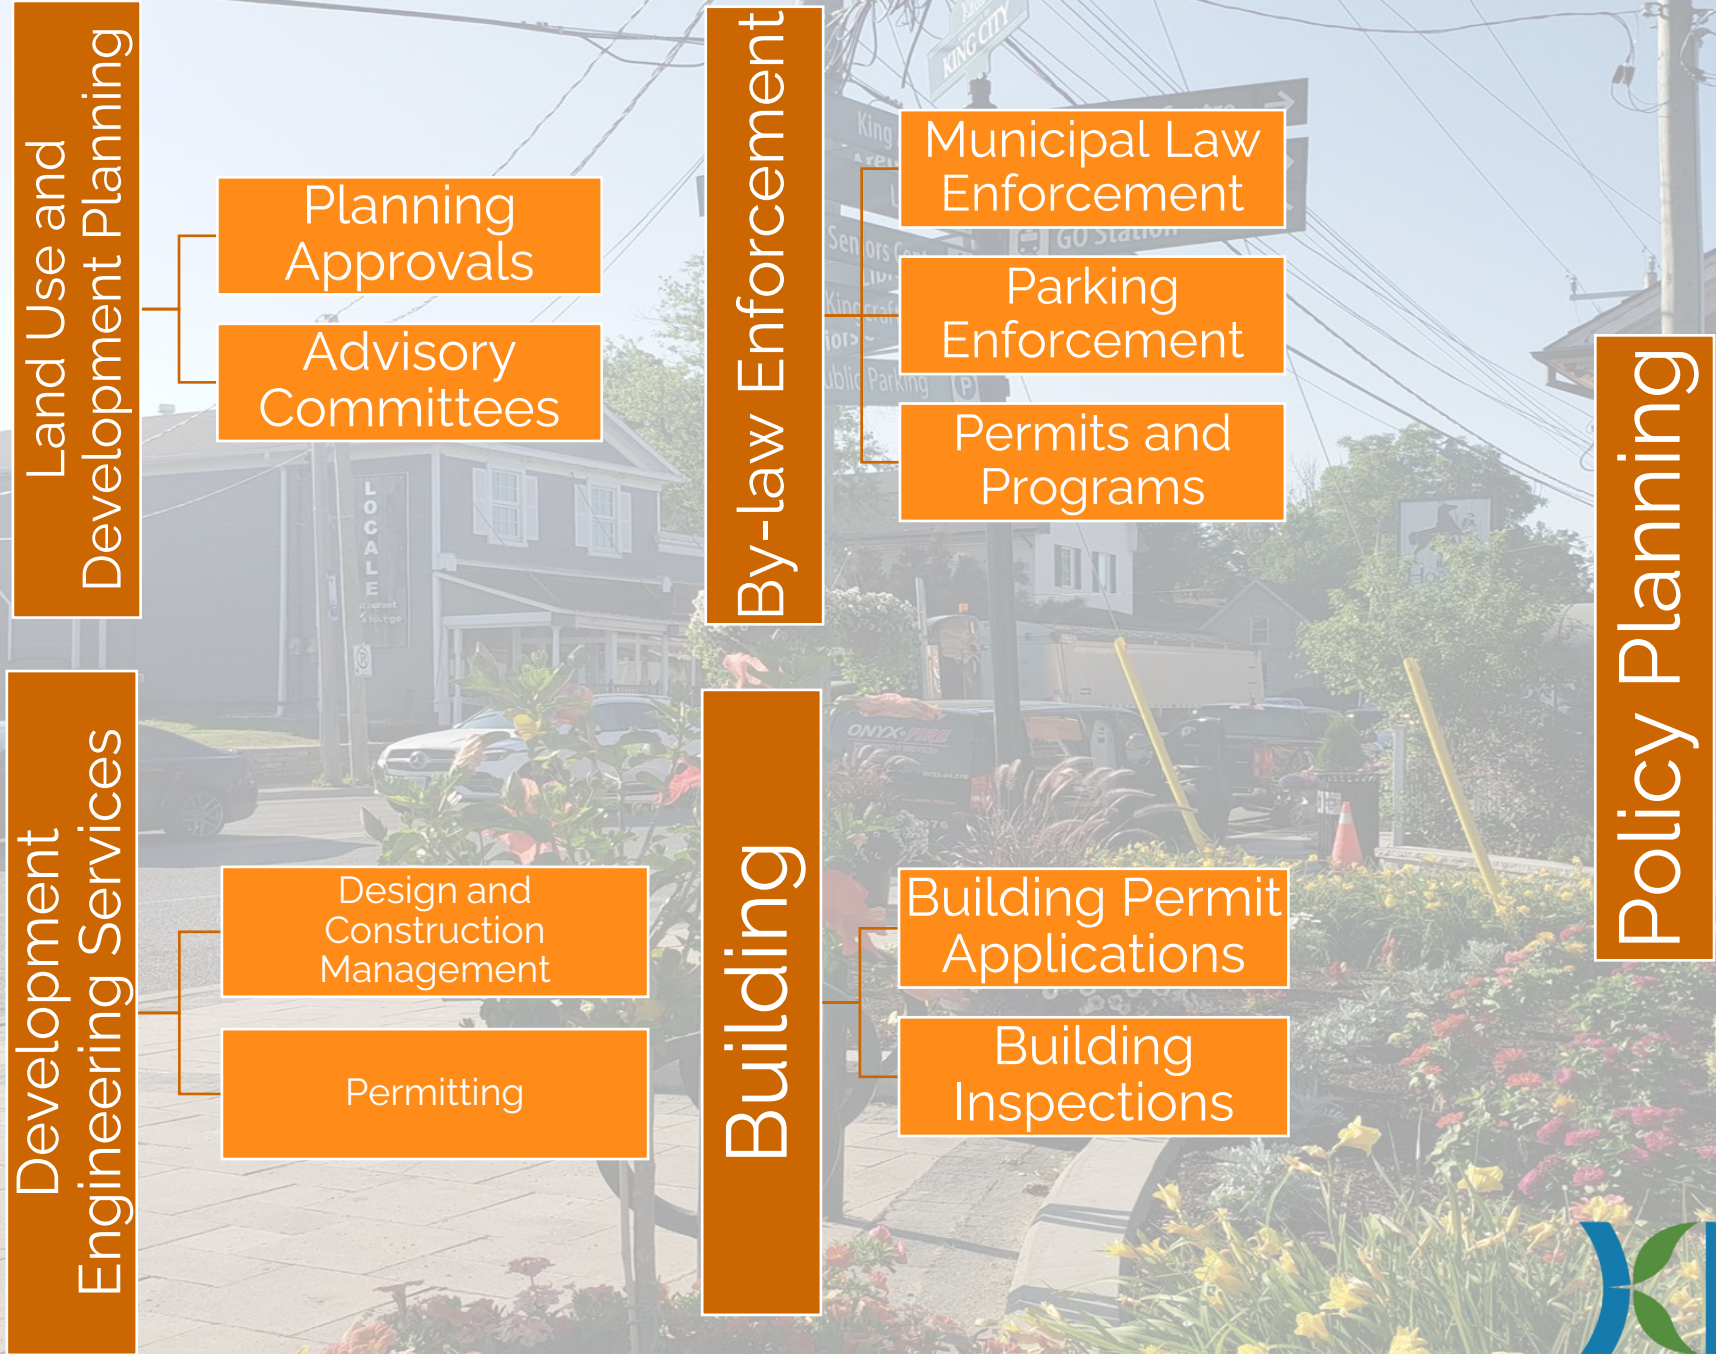 Land Use and
Development Planning
Planning
Approvals
Advisory
Committees
By-law Enforcement
Municipal Law
Enforcement
Parking
Enforcement
Permits and
Programs
Policy Planning
Development
Engineering Services
Design and
Construction
Management
Permitting
Building
Building Permit
Applications
Building
Inspections
KING CITY
King
GO Station
Public Parking
P
LOCALE
ONYX-FIRE